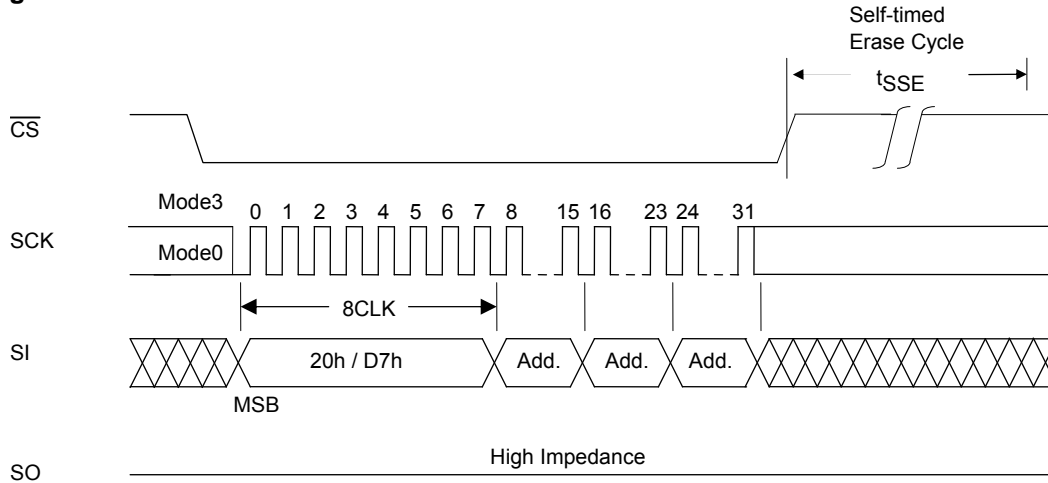 Self-timed
Erase Cycle
tSSE
CS
Mode3
0 1 2 3 4 5 6 7 8 15 16 23 24 31
SCK
Mode0
8CLK
SI
20h / D7h Add. Add. Add.
MSB
High Impedance
SO